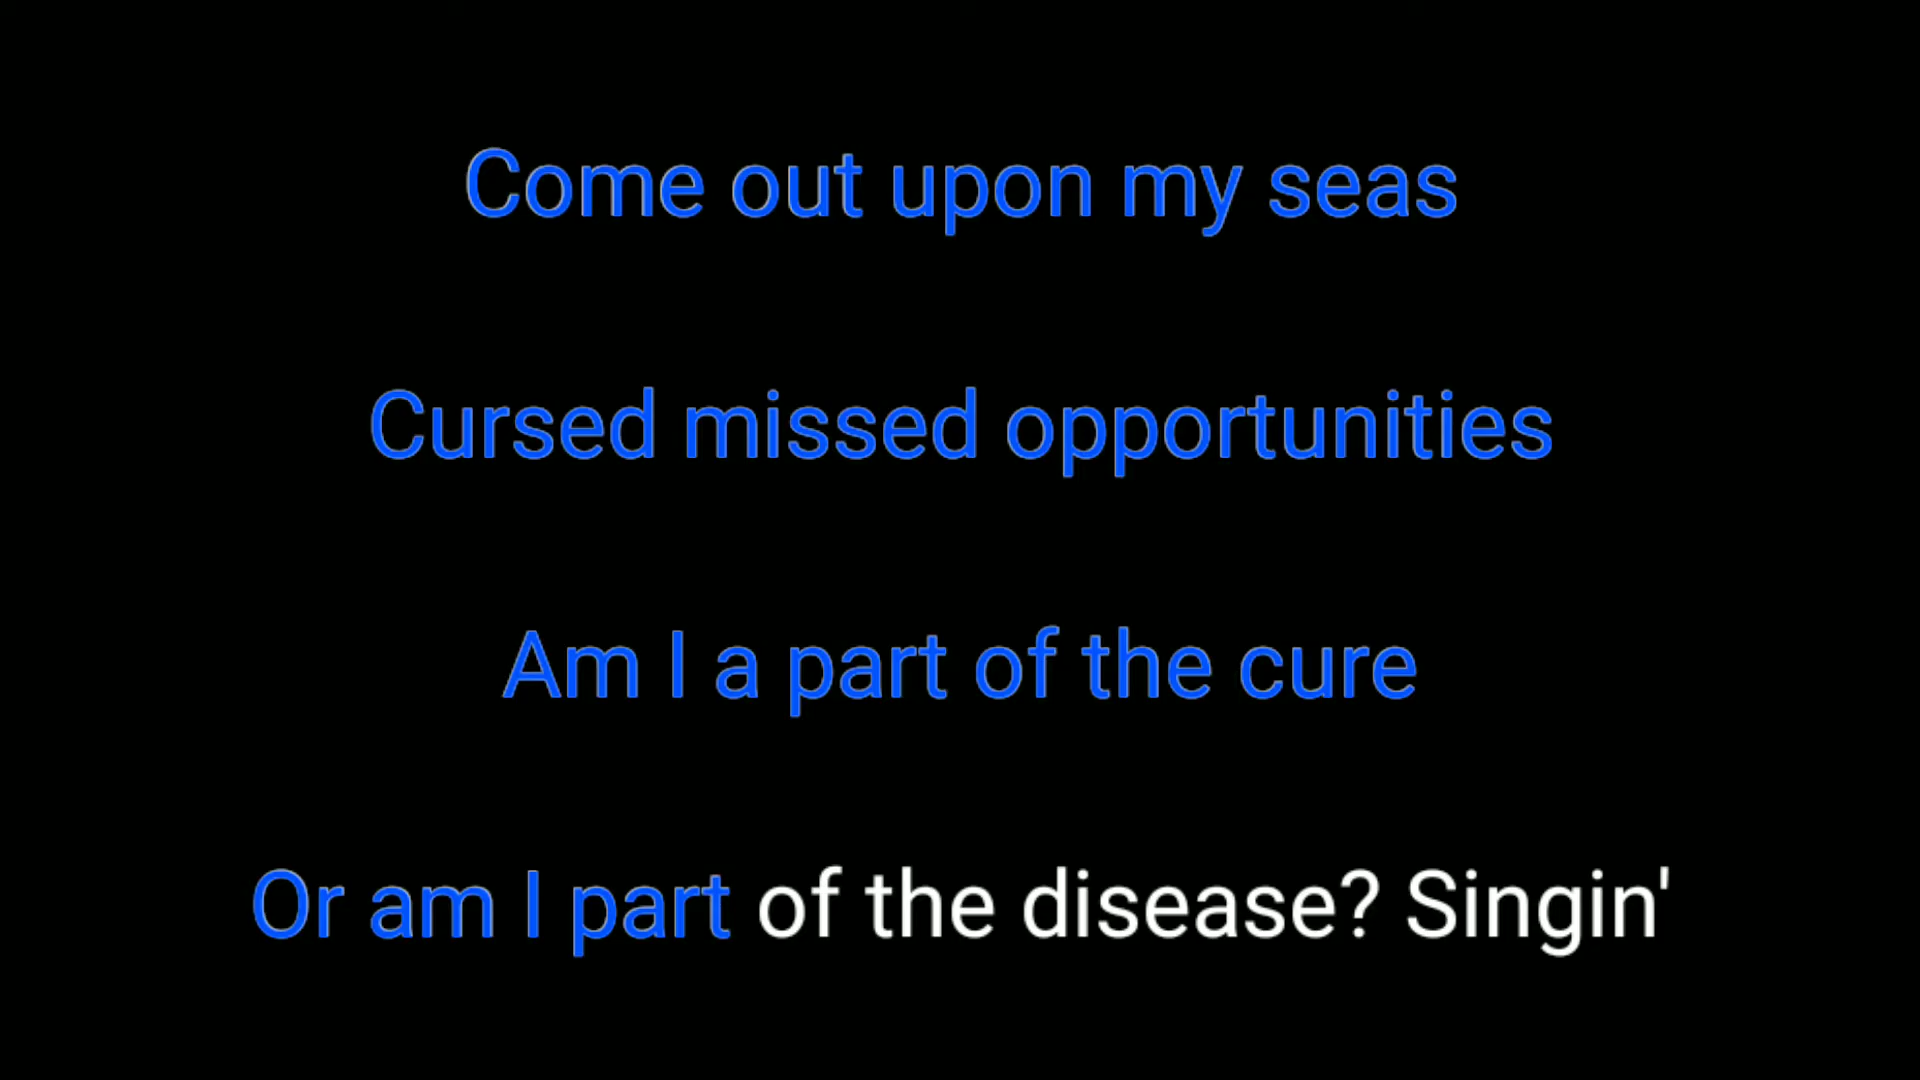 Come out upon my seas
Cursed missed opportunities
Am I a part of the cure
Or am I part of the disease? Singin'